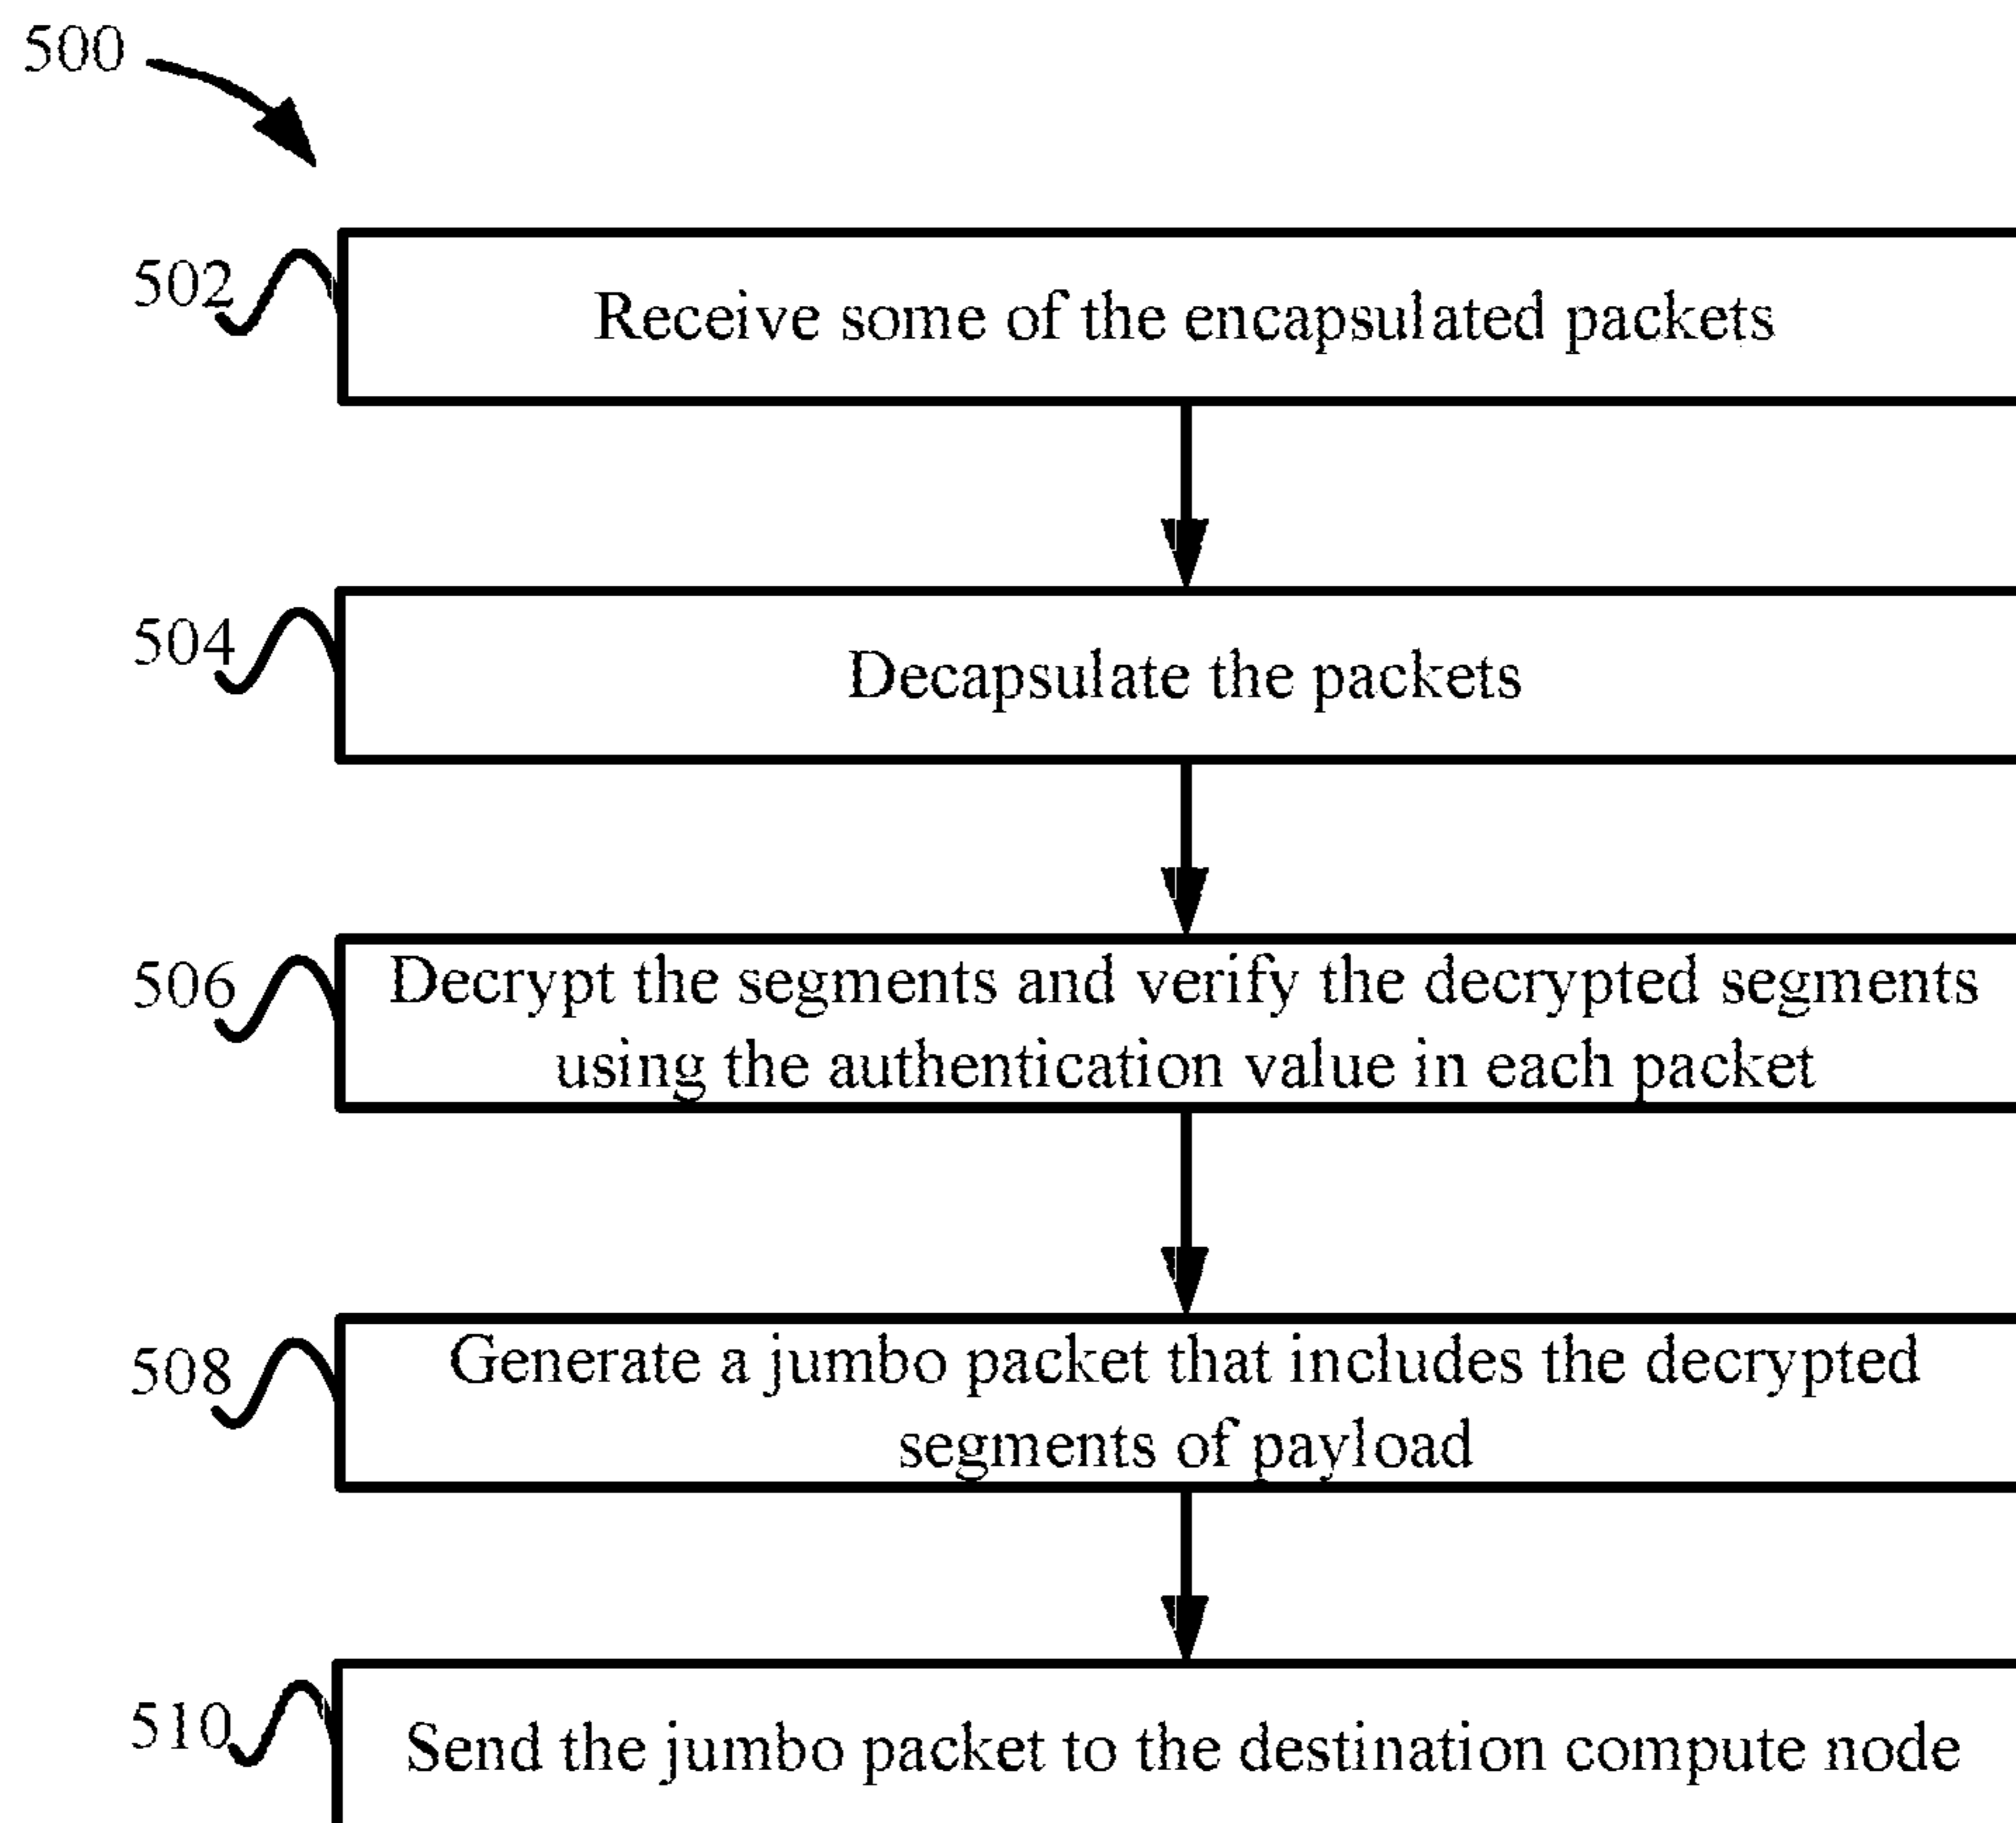 500
502
Receive some of the encapsulated packets
504
Decapsulate the packets
506
Decrypt the segments and verify the decrypted segments
using the authentication value in each packet
508
Generate a jumbo packet that includes the decrypted
segments of payload
510
Send the jumbo packet to the destination compute node